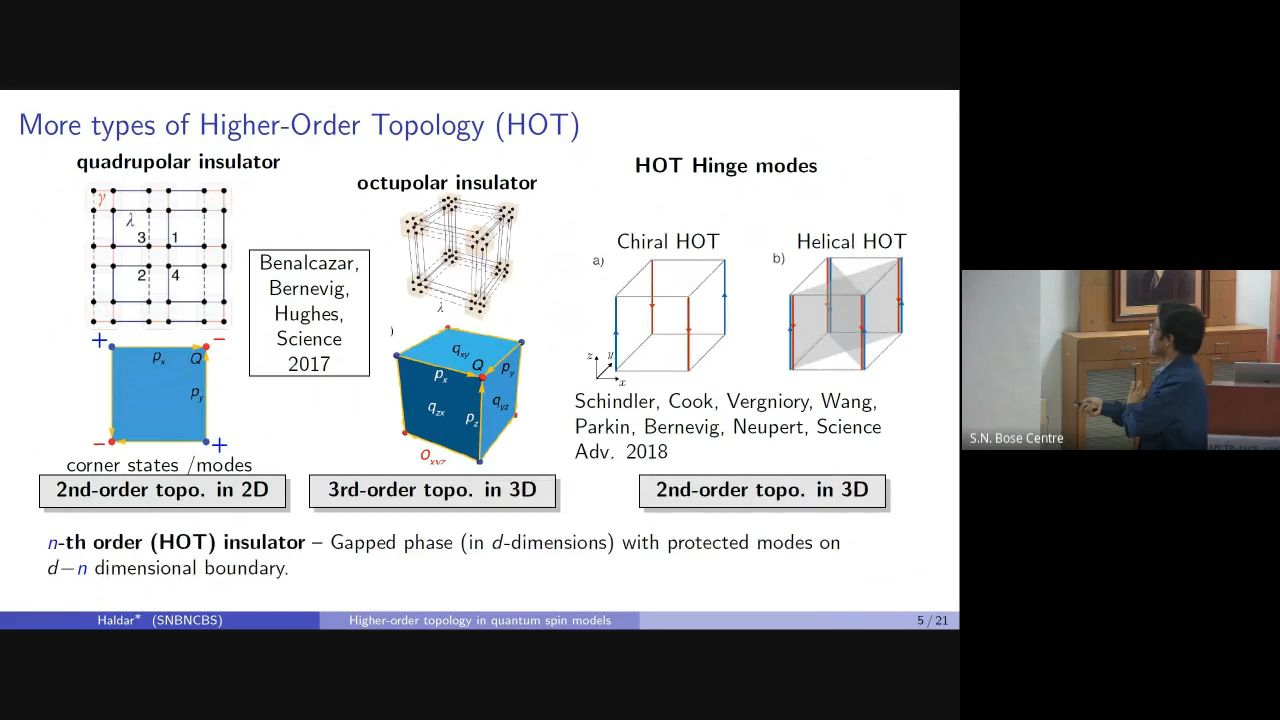 More types of Higher-Order Topology (HOT)
quadrupolar insulator
γ
λ
3 1
2 4
+ −
pₓ Q
p_y
− +
corner states /modes
2nd-order topo. in 2D
Benalcazar,
Bernevig,
Hughes,
Science
2017
octupolar insulator
λ
)
q_xy
Q
pₓ p_y
q_zx p_z q_yz
O_xyz
3rd-order topo. in 3D
HOT Hinge modes
Chiral HOT Helical HOT
a) b)
z y
x
Schindler, Cook, Vergniory, Wang,
Parkin, Bernevig, Neupert, Science
Adv. 2018
2nd-order topo. in 3D
n-th order (HOT) insulator – Gapped phase (in d-dimensions) with protected modes on
d−n dimensional boundary.
Haldar* (SNBNCBS) Higher-order topology in quantum spin models 5 / 21
S.N. Bose Centre